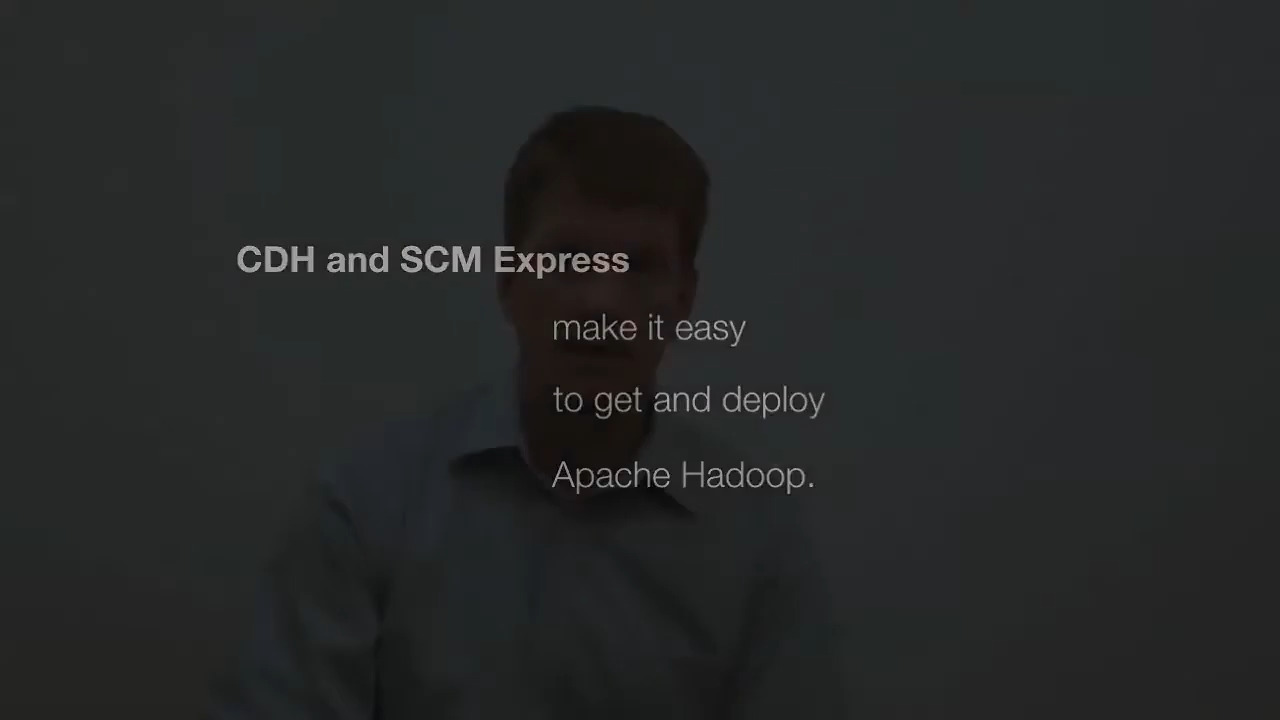 CDH and SCM Express
make it easy
to get and deploy
Apache Hadoop.